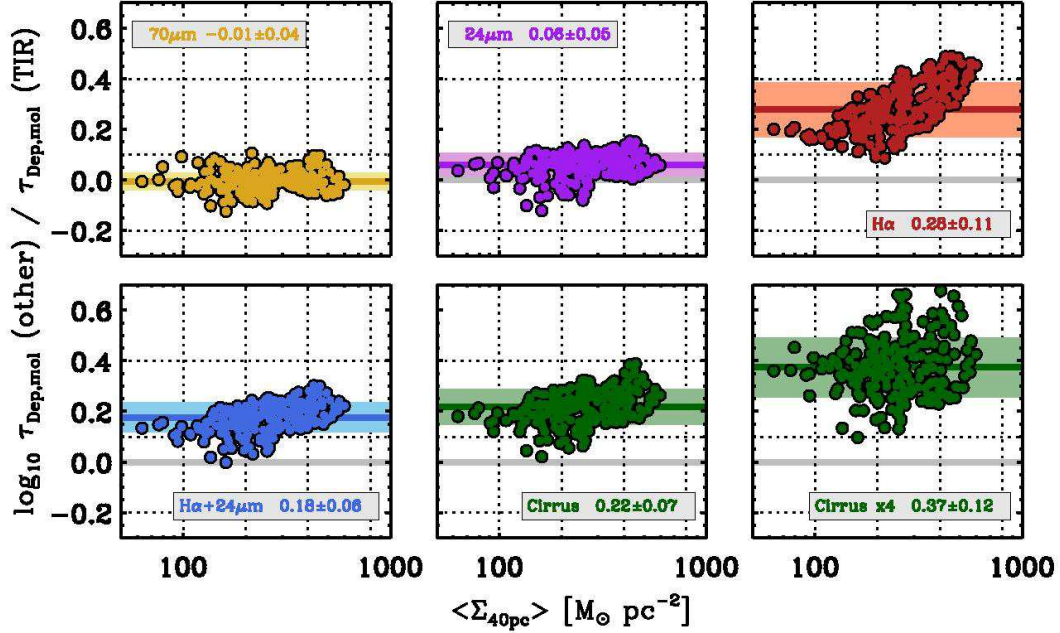 log10 τDep,mol (other) / τDep,mol (TIR)
0.6
0.4
0.2
0.0
-0.2
70μm -0.01±0.04
24μm 0.06±0.05
Hα 0.28±0.11
0.6
0.4
0.2
0.0
-0.2
Hα+24μm 0.18±0.06
Cirrus 0.22±0.07
Cirrus x4 0.37±0.12
100 1000
100 1000
100 1000
<Σ40pc> [M⊙ pc-2]